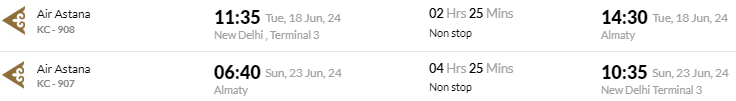 Air Astana
KC - 908
11:35 Tue, 18 Jun, 24
New Delhi , Terminal 3
02 Hrs 25 Mins
Non stop
14:30 Tue, 18 Jun, 24
Almaty
Air Astana
KC - 907
06:40 Sun, 23 Jun, 24
Almaty
04 Hrs 25 Mins
Non stop
10:35 Sun, 23 Jun, 24
New Delhi Terminal 3